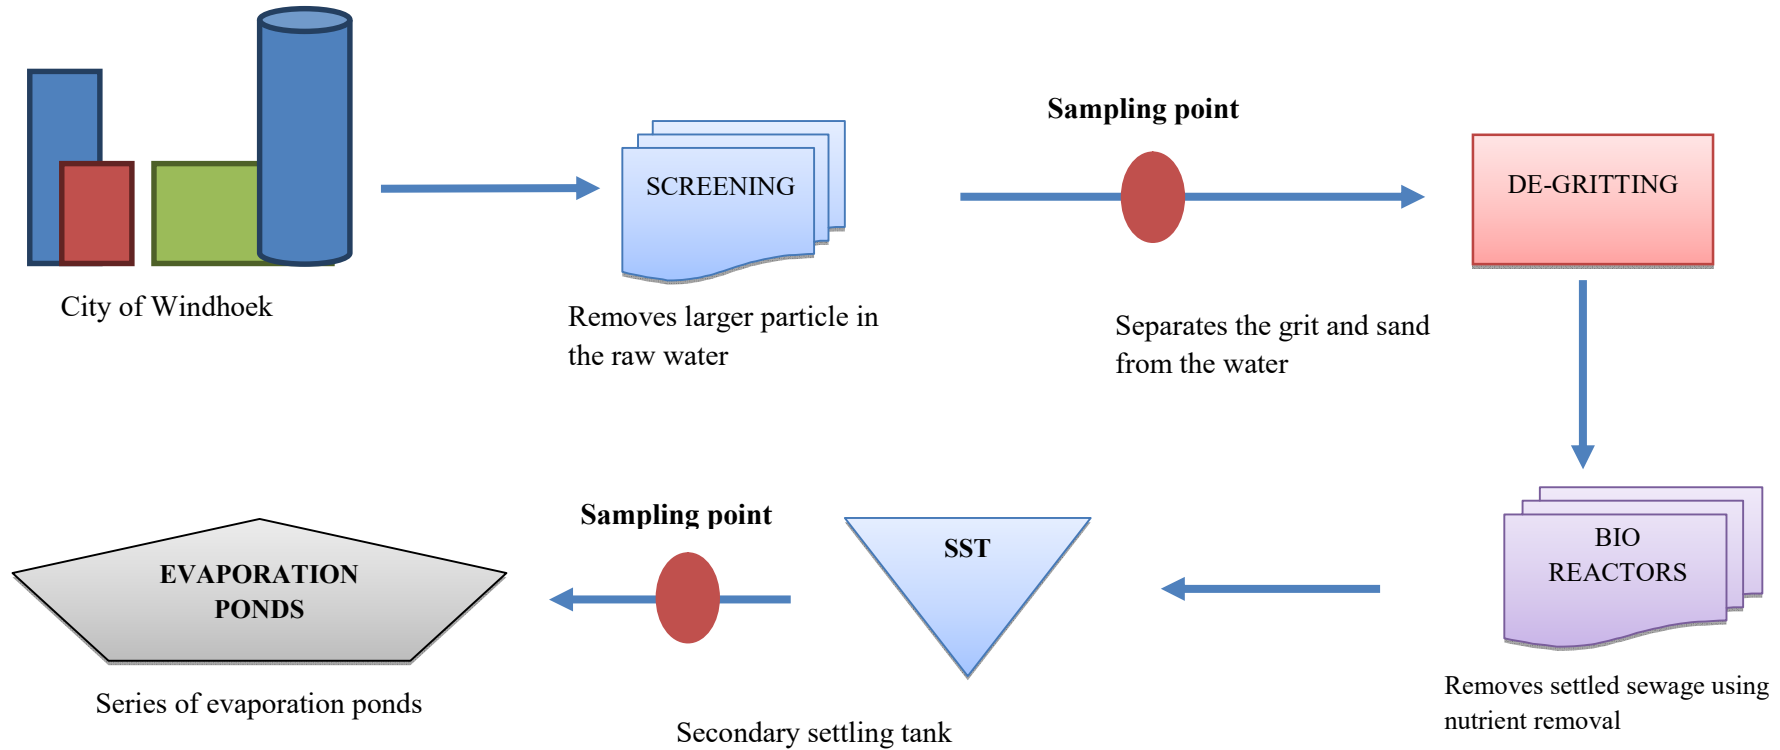 Sampling point
SCREENING
DE-GRITTING
City of Windhoek
Removes larger particle in
the raw water
Separates the grit and sand
from the water
Sampling point
EVAPORATION
PONDS
SST
BIO
REACTORS
Series of evaporation ponds
Secondary settling tank
Removes settled sewage using
nutrient removal